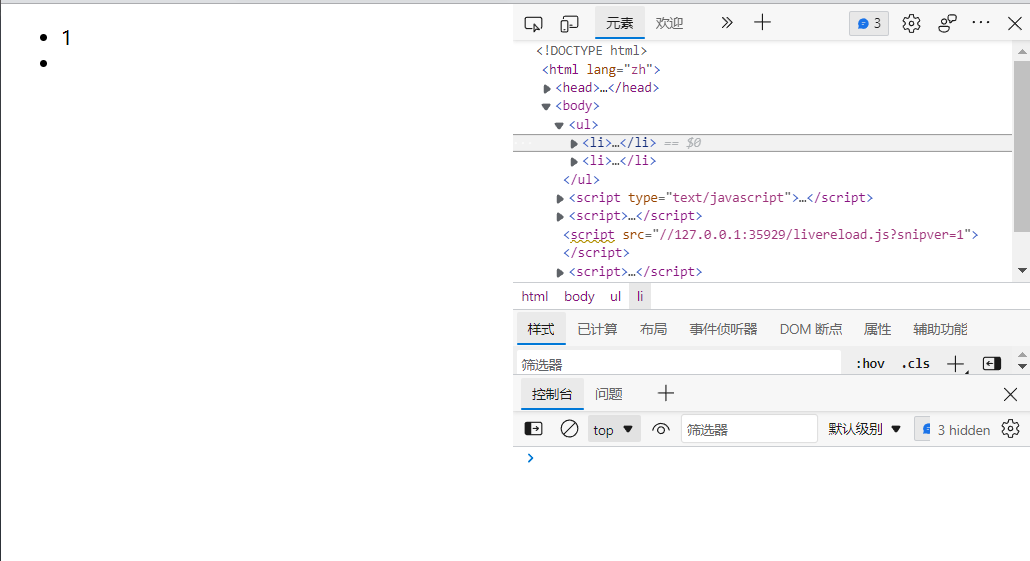 1
元素 欢迎 3
<!DOCTYPE html>
<html lang="zh">
<head>…</head>
<body>
<ul>
<li>…</li> == $0
<li>…</li>
</ul>
<script type="text/javascript">…</script>
<script>…</script>
<script src="//127.0.0.1:35929/livereload.js?snipver=1">
</script>
<script>…</script>
html body ul li
样式 已计算 布局 事件侦听器 DOM 断点 属性 辅助功能
筛选器 :hov .cls
控制台 问题
top 筛选器 默认级别 3 hidden